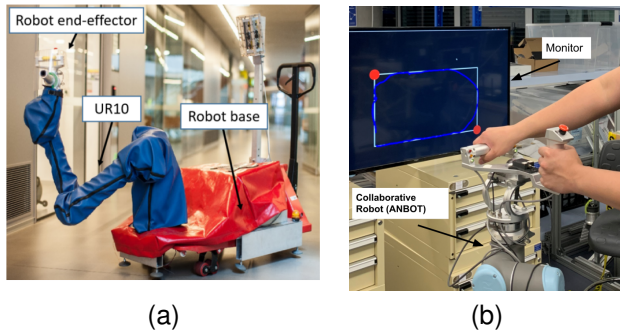 Robot end-effector
UR10
Robot base
(a)
Monitor
Collaborative
Robot (ANBOT)
(b)